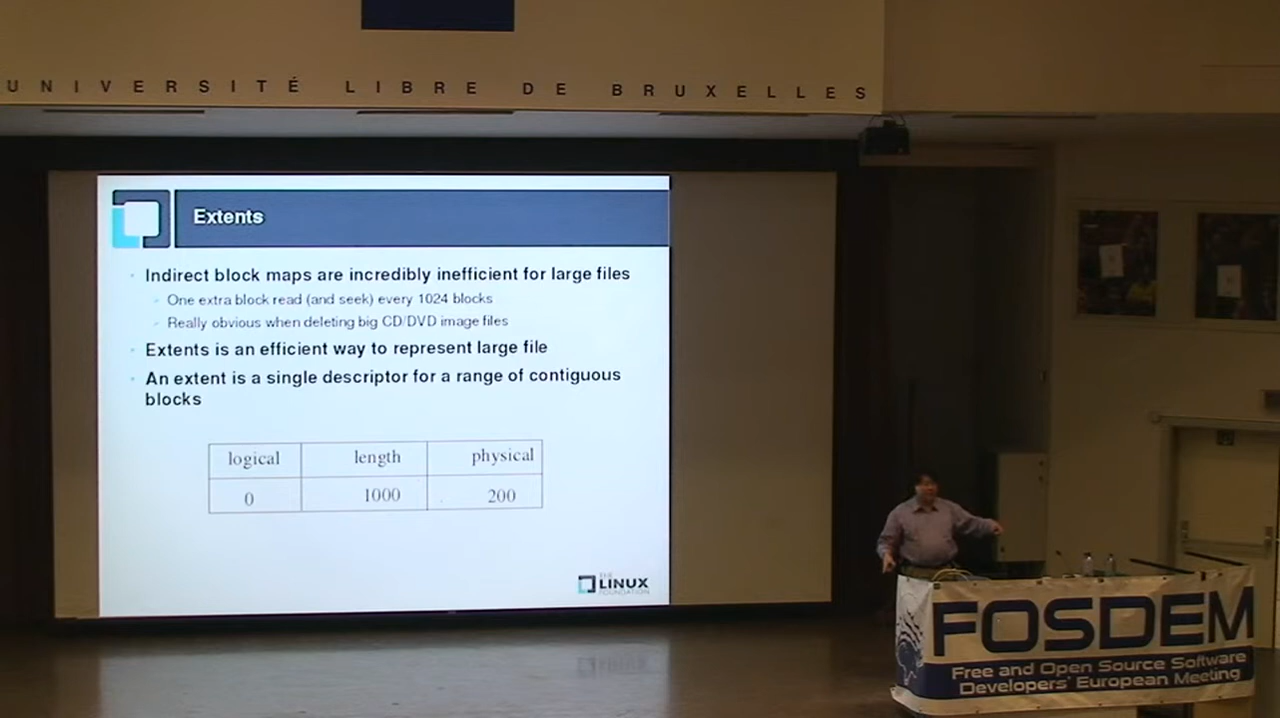 UNIVERSITÉ LIBRE DE BRUXELLES
Extents
Indirect block maps are incredibly inefficient for large files
One extra block read (and seek) every 1024 blocks
Really obvious when deleting big CD/DVD image files
Extents is an efficient way to represent large file
An extent is a single descriptor for a range of contiguous
blocks
logical length physical
0 1000 200
THE
LINUX
FOUNDATION
FOSDEM
Free and Open Source Software
Developers' European Meeting